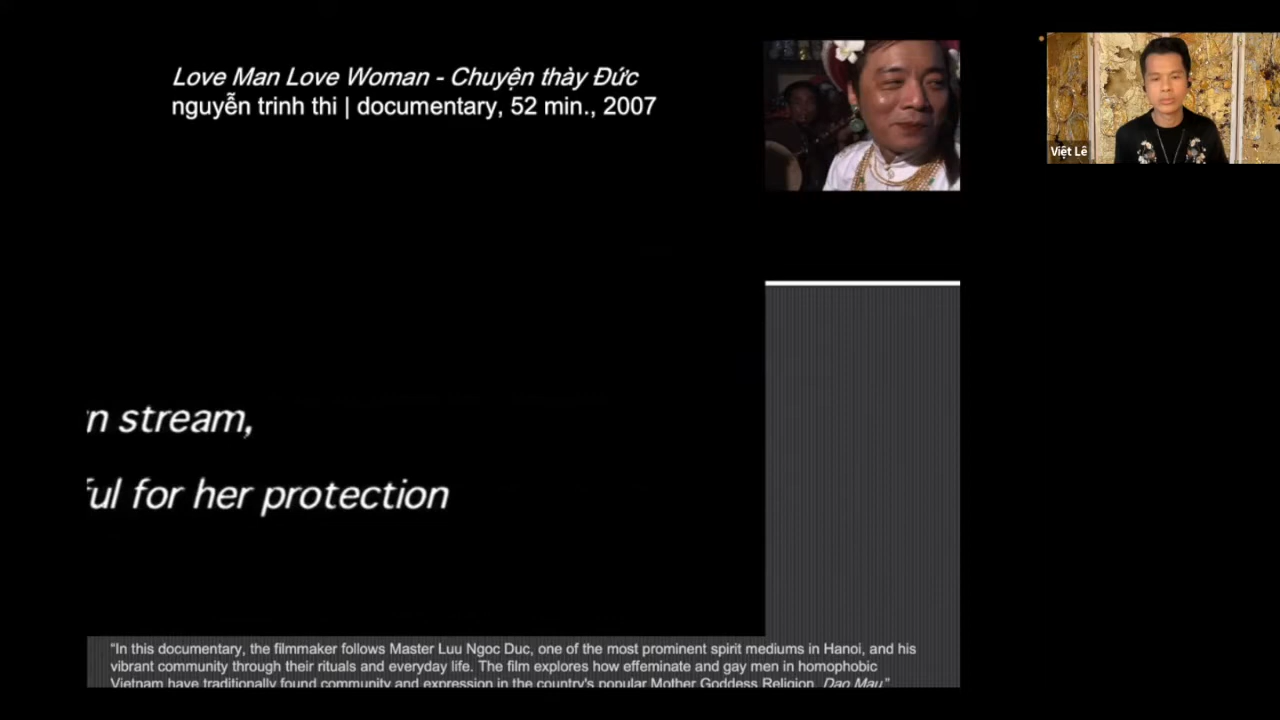 Love Man Love Woman - Chuyện thày Đức
nguyễn trinh thi | documentary, 52 min., 2007
Việt Lê
stream,
for her protection
“In this documentary, the filmmaker follows Master Luu Ngoc Duc, one of the most prominent spirit mediums in Hanoi, and his
vibrant community through their rituals and everyday life. The film explores how effeminate and gay men in homophobic
Vietnam have traditionally found community and expression in the country's popular Mother Goddess Religion, Dao Mau”